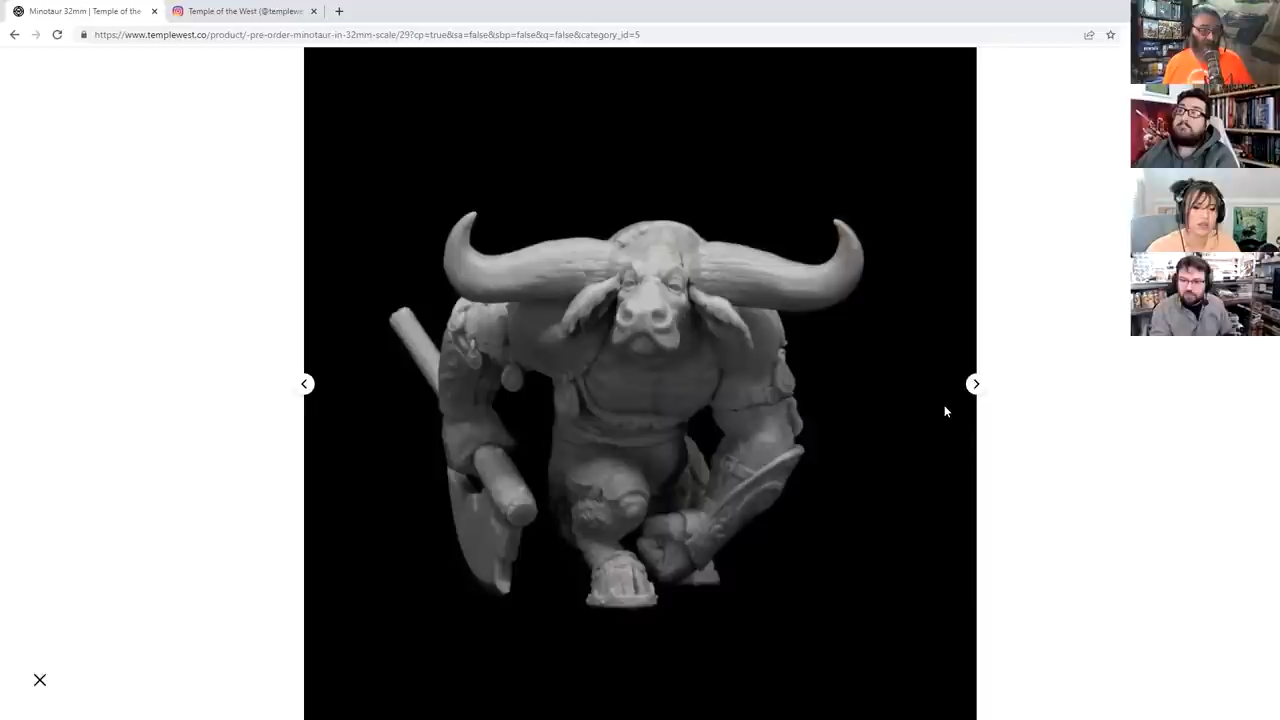 Minotaur 32mm | Temple of the
Temple of the West (@templewe
https://www.templewest.co/product/-pre-order-minotaur-in-32mm-scale/29?cp=true&sa=false&sbp=false&q=false&category_id=5